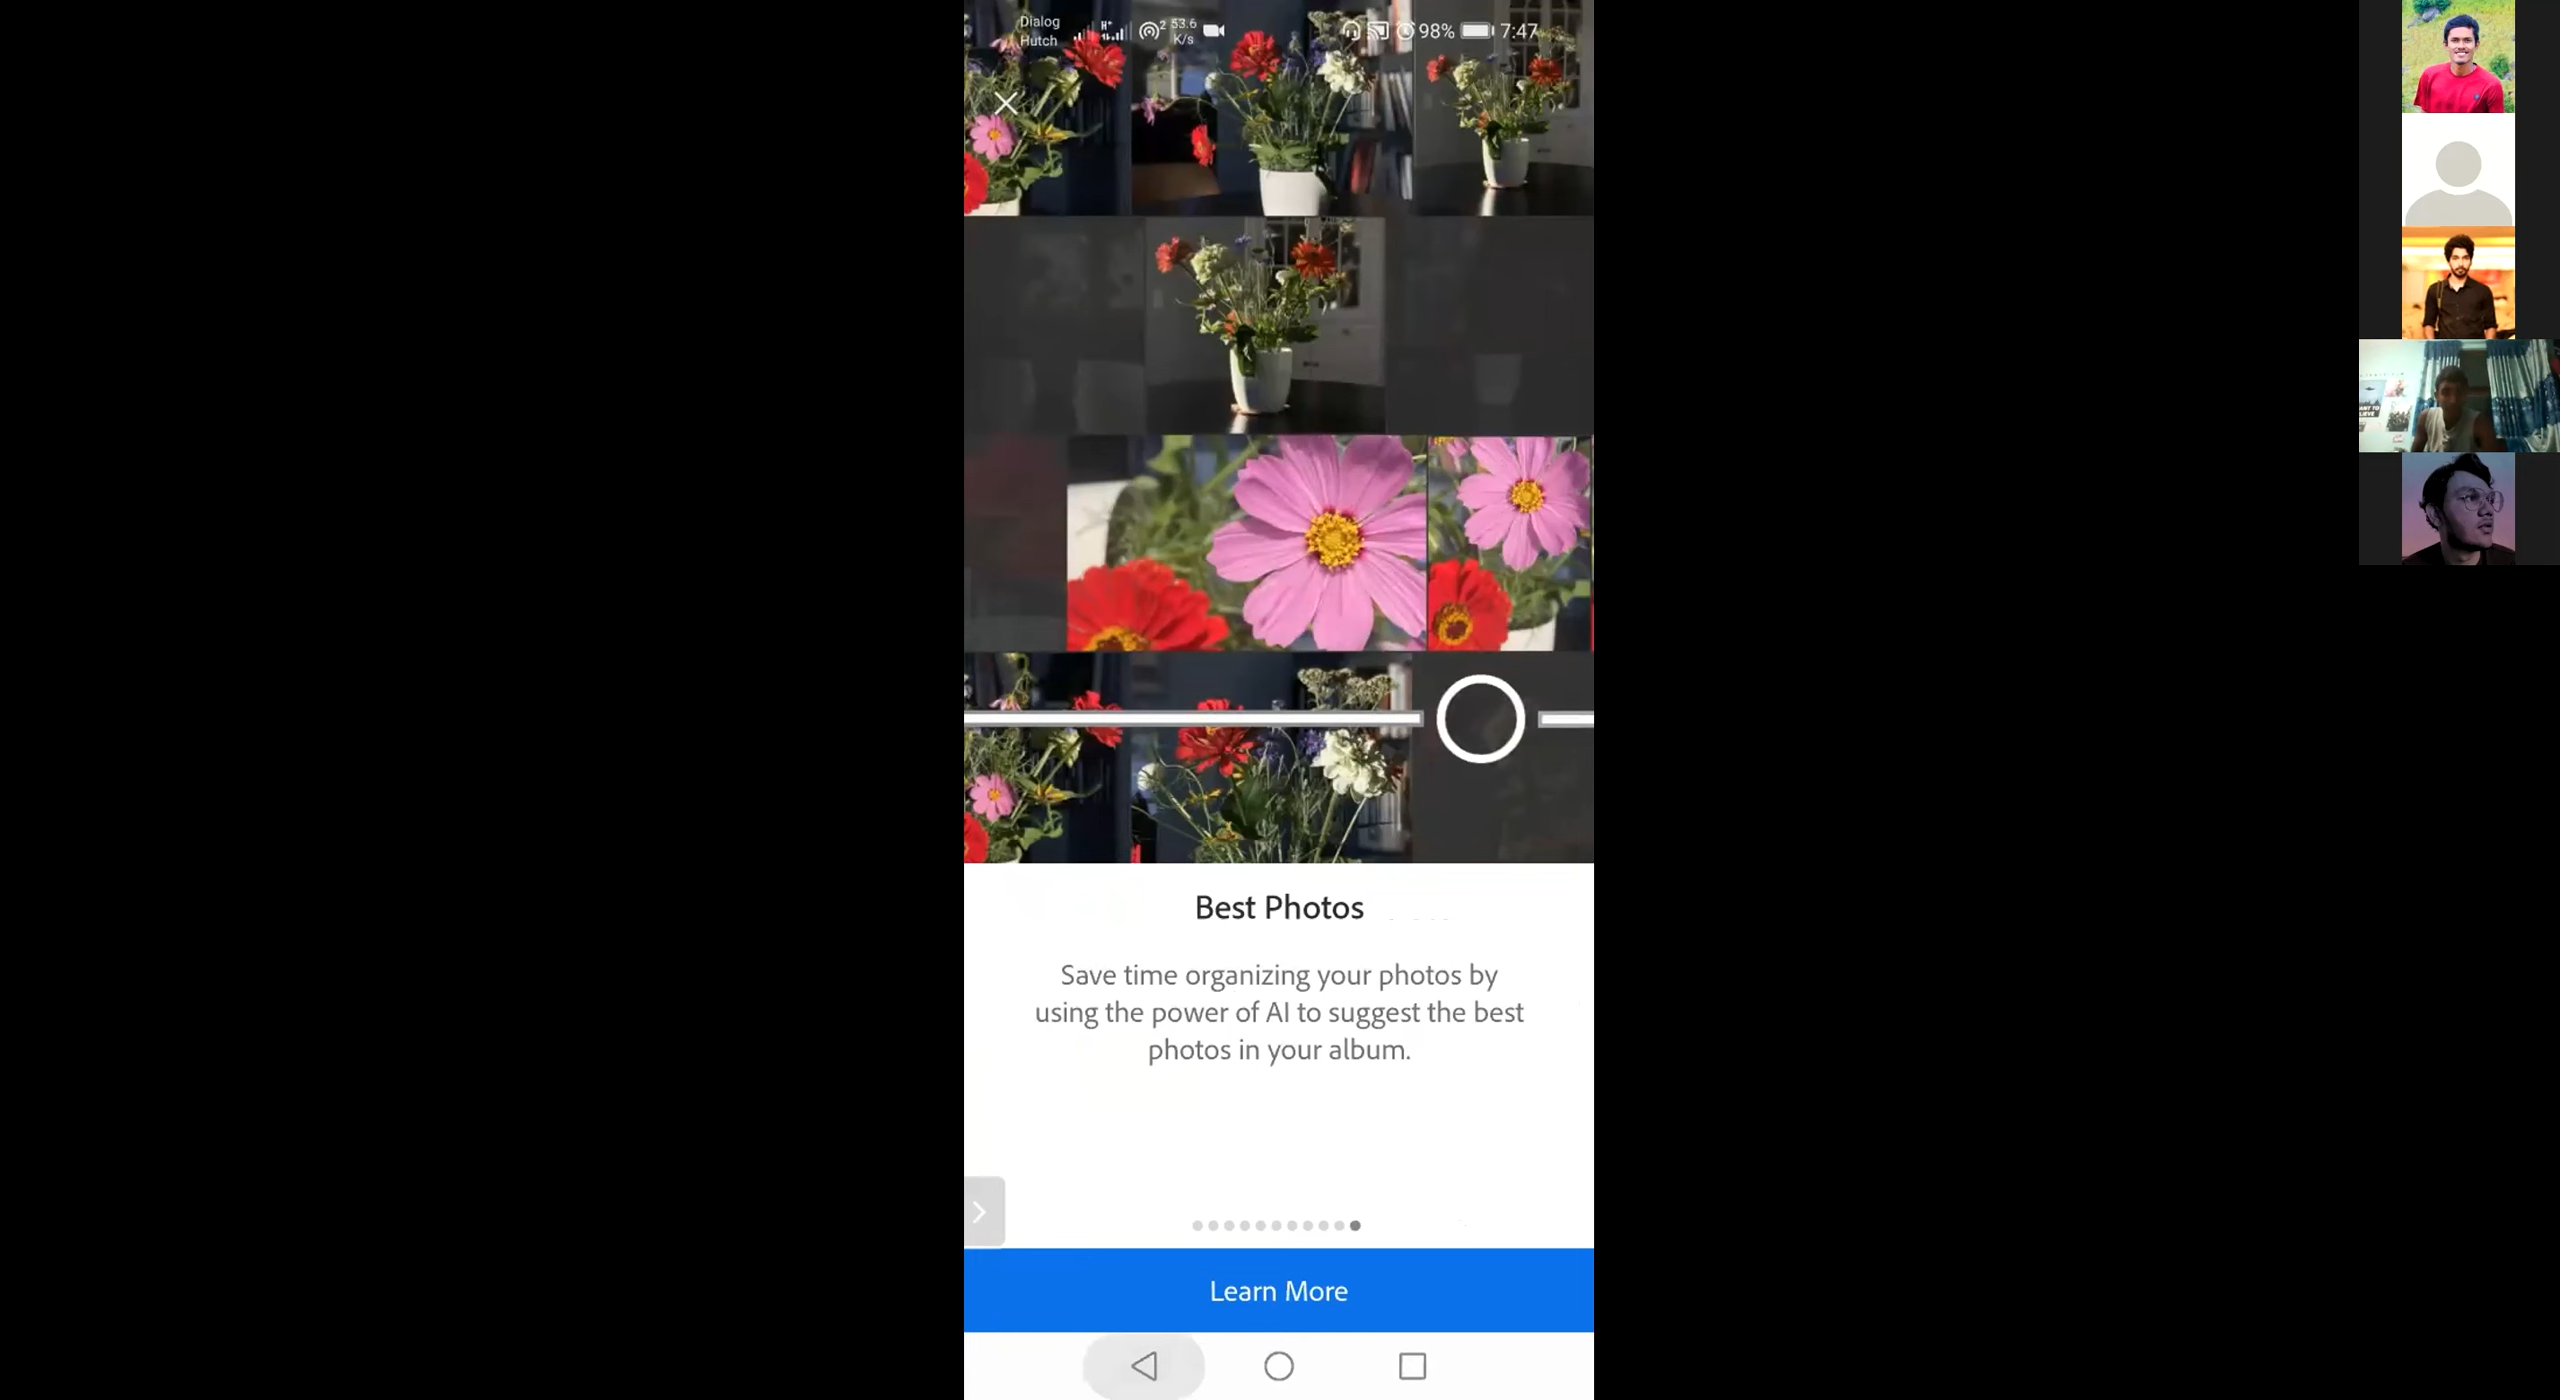 Dialog
Hutch
H+
2
53.6
K/s
98%
7:47
Best Photos
Save time organizing your photos by
using the power of AI to suggest the best
photos in your album.
Learn More